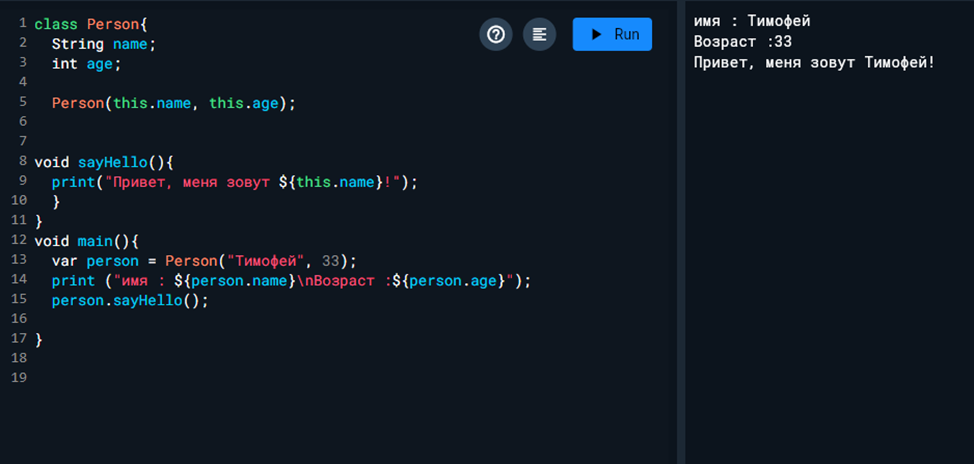 1 class Person{
2 String name;
3 int age;
4
5 Person(this.name, this.age);
6
7
8 void sayHello(){
9 print("Привет, меня зовут ${this.name}!");
10 }
11 }
12 void main(){
13 var person = Person("Тимофей", 33);
14 print ("имя : ${person.name}\nВозраст :${person.age}");
15 person.sayHello();
16
17 }
18
19
Run
имя : Тимофей
Возраст :33
Привет, меня зовут Тимофей!